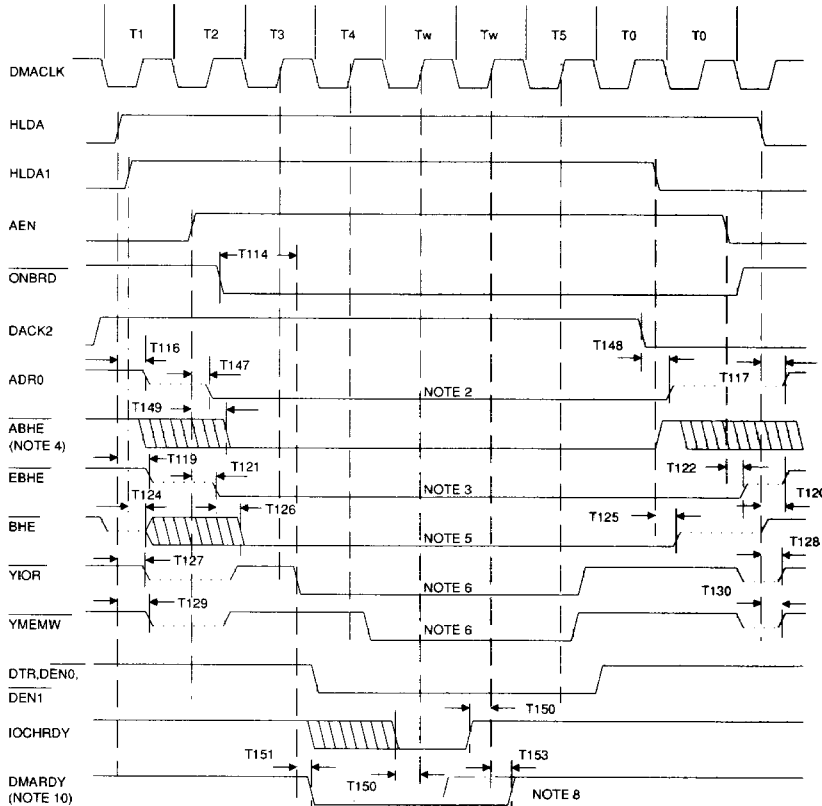 T1 T2 T3 T4 Tw Tw T5 T0 T0
DMACLK
HLDA
HLDA1
AEN
T114
ONBRD
DACK2
T116
T148
T147
T117
ADR0
NOTE 2
T149
ABHE
(NOTE 4)
T119
T121
T122
EBHE
NOTE 3
T120
T124
T126
T125
BHE
NOTE 5
T128
T127
YIOR
NOTE 6
T130
T129
YMEMW
NOTE 6
DTR,DEN0,
DEN1
T150
IOCHRDY
T151
T150
T153
DMARDY
(NOTE 10)
NOTE 8